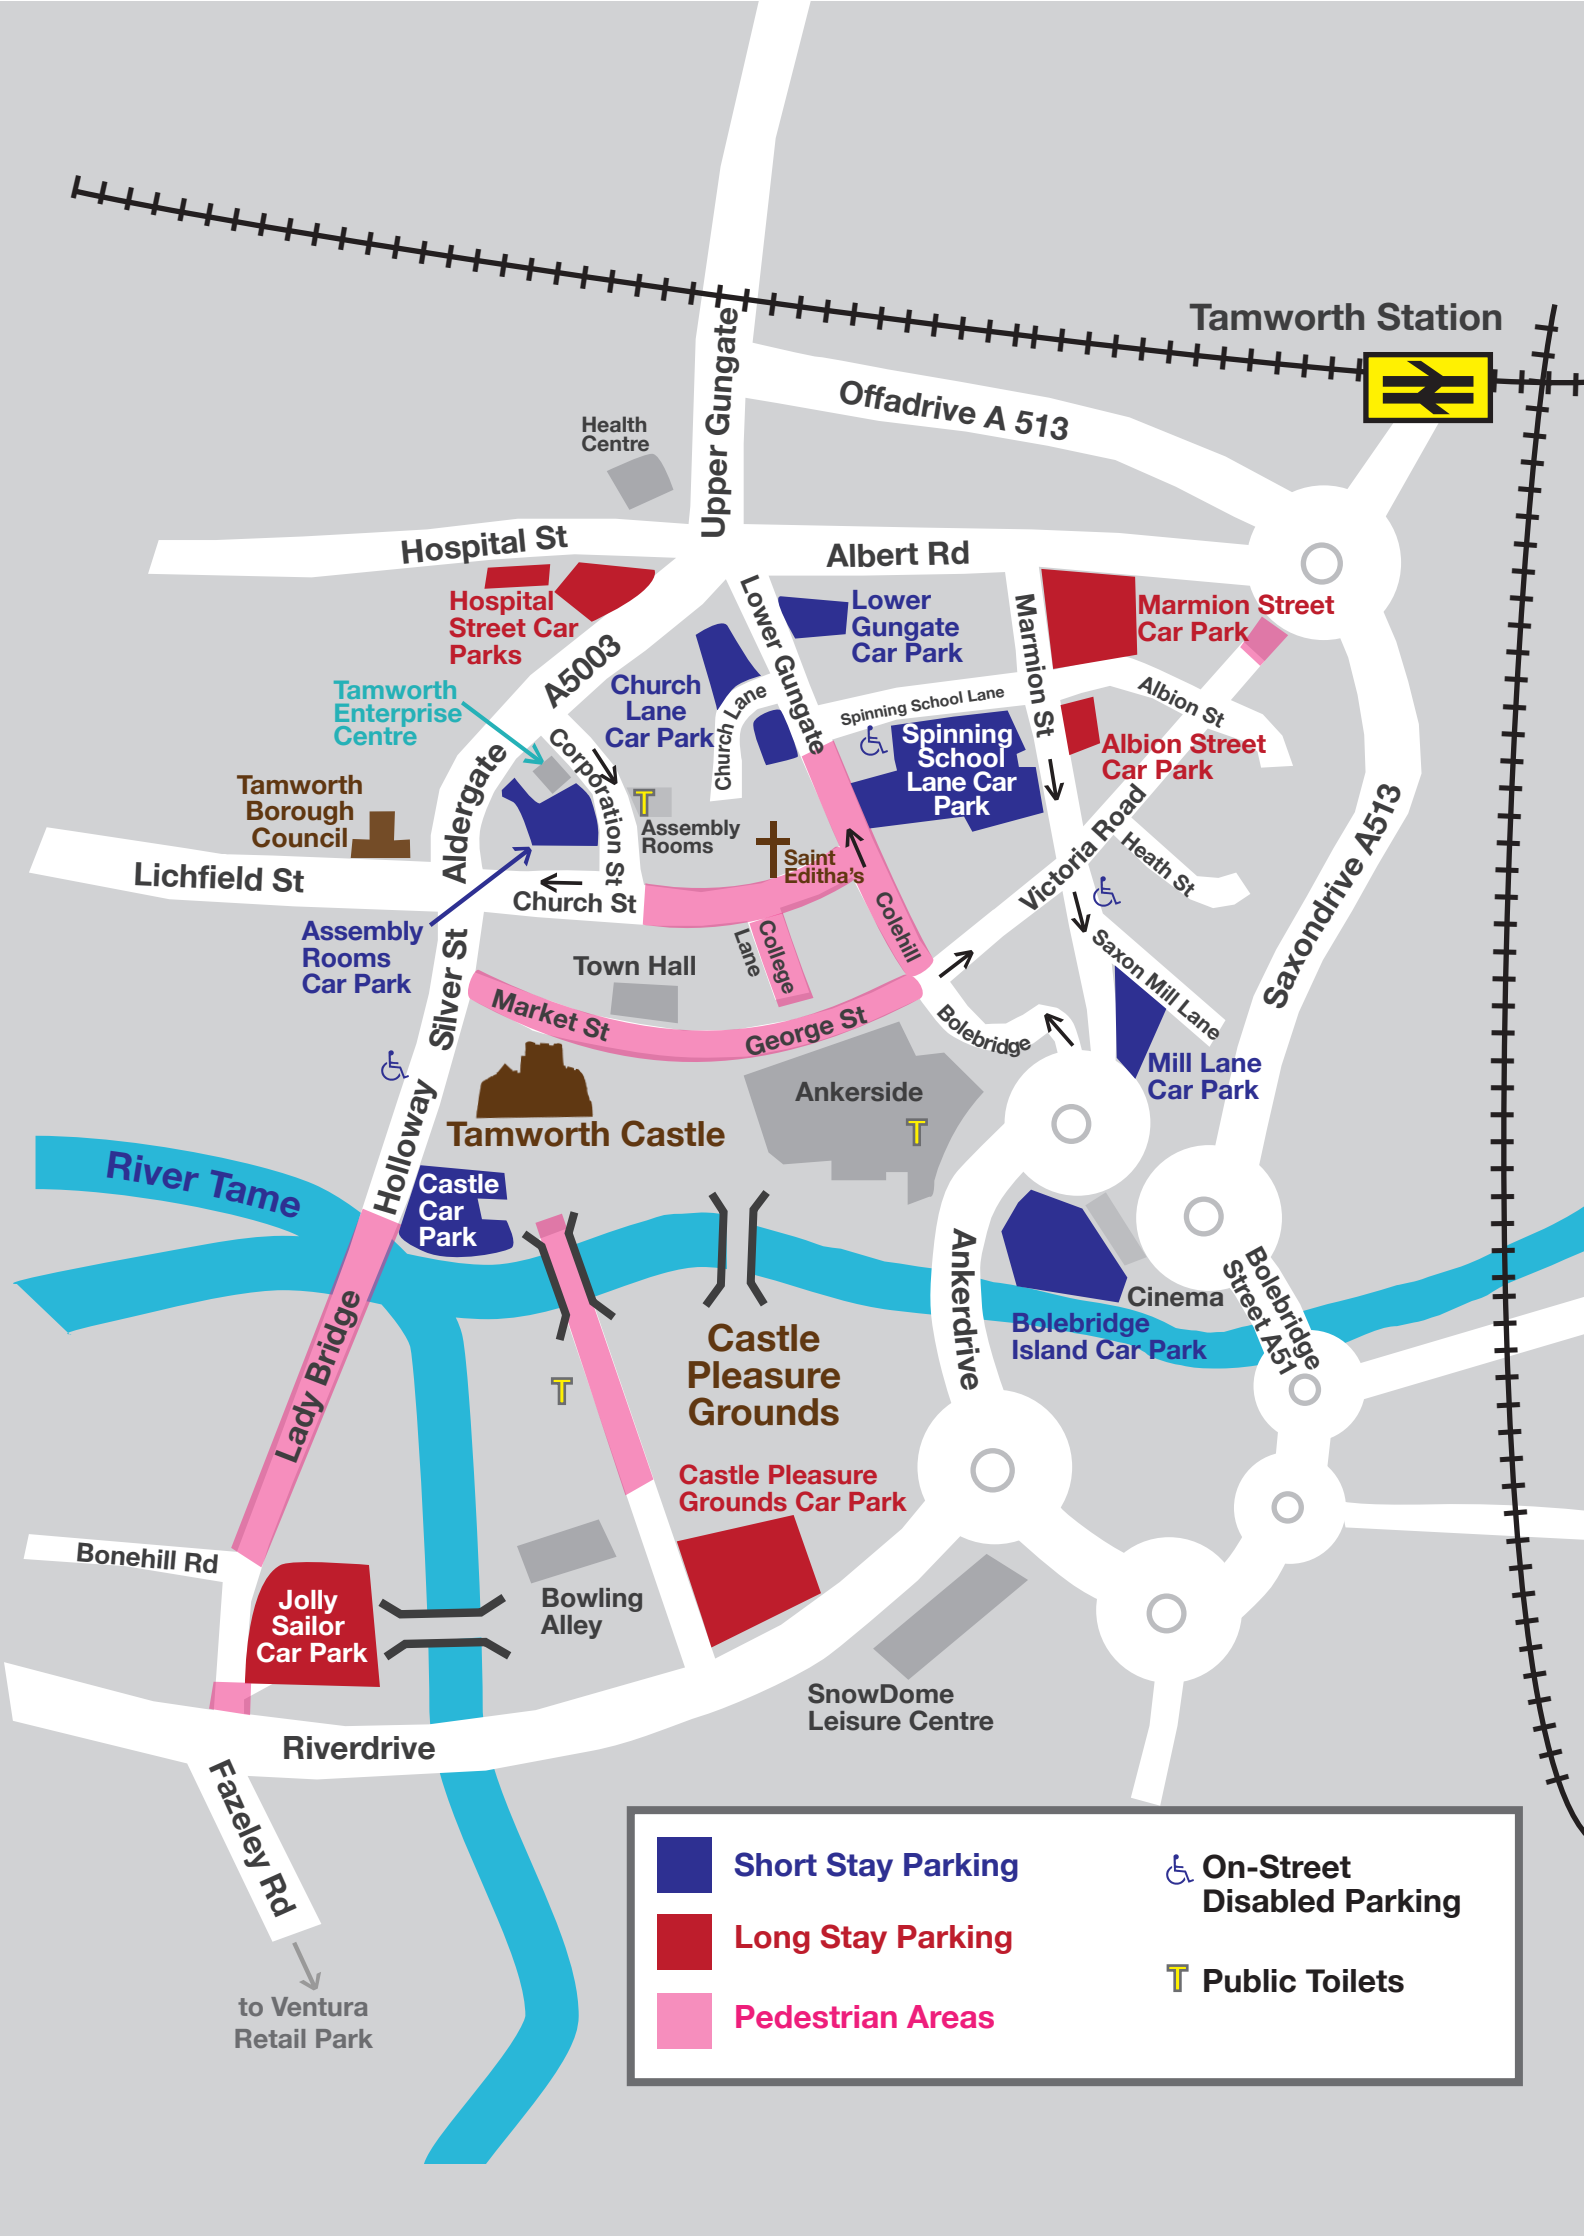 Tamworth Station
Upper Gungate
Offadrive A 513
Health
Centre
Hospital St
Albert Rd
Hospital
Street Car
Parks
A5003
Lower Gungate
Lower
Gungate
Car Park
Marmion St
Marmion Street
Car Park
Tamworth
Enterprise
Centre
Church
Lane
Car Park
Church Lane
Spinning School Lane
Albion St
Spinning
School
Lane Car
Park
Albion Street
Car Park
Corporation St
Aldergate
Tamworth
Borough
Council
T
Assembly
Rooms
Saint
Editha's
Victoria Road
Heath St
Saxondrive A513
Lichfield St
Church St
Colehill
Assembly
Rooms
Car Park
Silver St
Town Hall
College
Lane
Market St
George St
Bolebridge
Saxon Mill Lane
Mill Lane
Car Park
Ankerside
T
Tamworth Castle
Holloway
River Tame
Castle
Car
Park
Ankerdrive
Cinema
Bolebridge
Street A51
Bolebridge
Island Car Park
Lady Bridge
T
Castle
Pleasure
Grounds
Castle Pleasure
Grounds Car Park
Bonehill Rd
Jolly
Sailor
Car Park
Bowling
Alley
SnowDome
Leisure Centre
Riverdrive
Fazeley Rd
to Ventura
Retail Park
Short Stay Parking
Long Stay Parking
Pedestrian Areas
On-Street
Disabled Parking
T Public Toilets